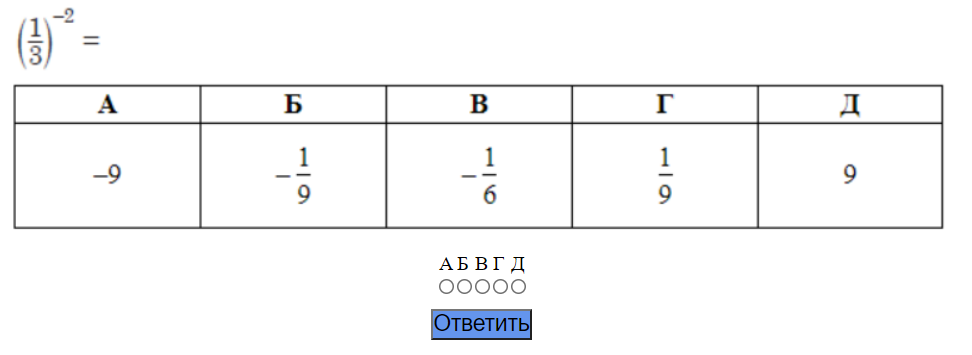 (1/3)⁻² =
А Б В Г Д
–9 –1/9 –1/6 1/9 9
А Б В Г Д
Ответить